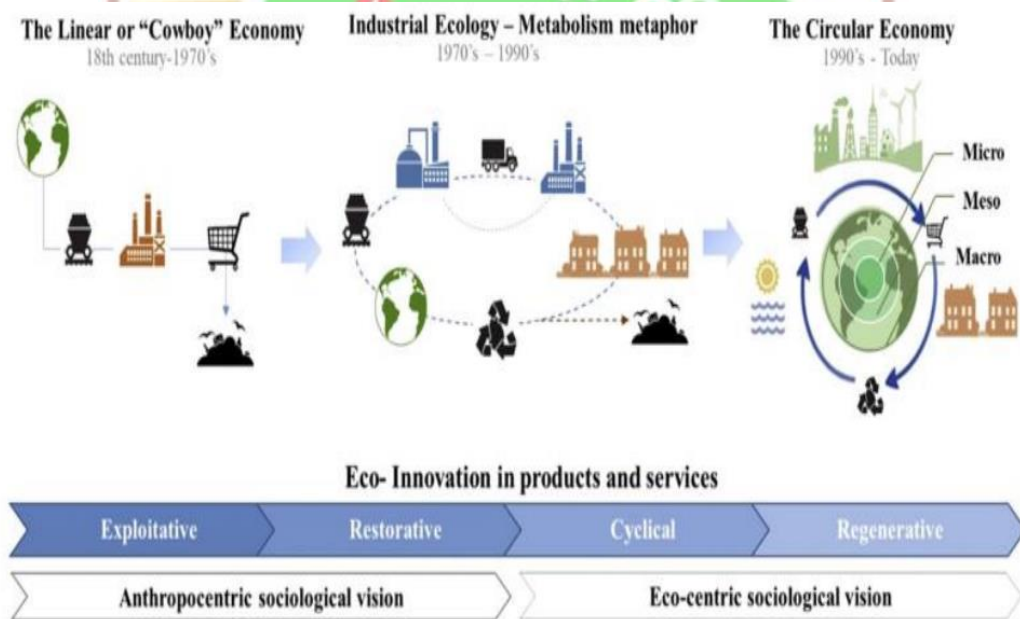 The Linear or “Cowboy” Economy
18th century-1970’s
Industrial Ecology – Metabolism metaphor
1970’s – 1990’s
The Circular Economy
1990’s - Today
Micro
Meso
Macro
Eco- Innovation in products and services
Exploitative
Restorative
Cyclical
Regenerative
Anthropocentric sociological vision
Eco-centric sociological vision